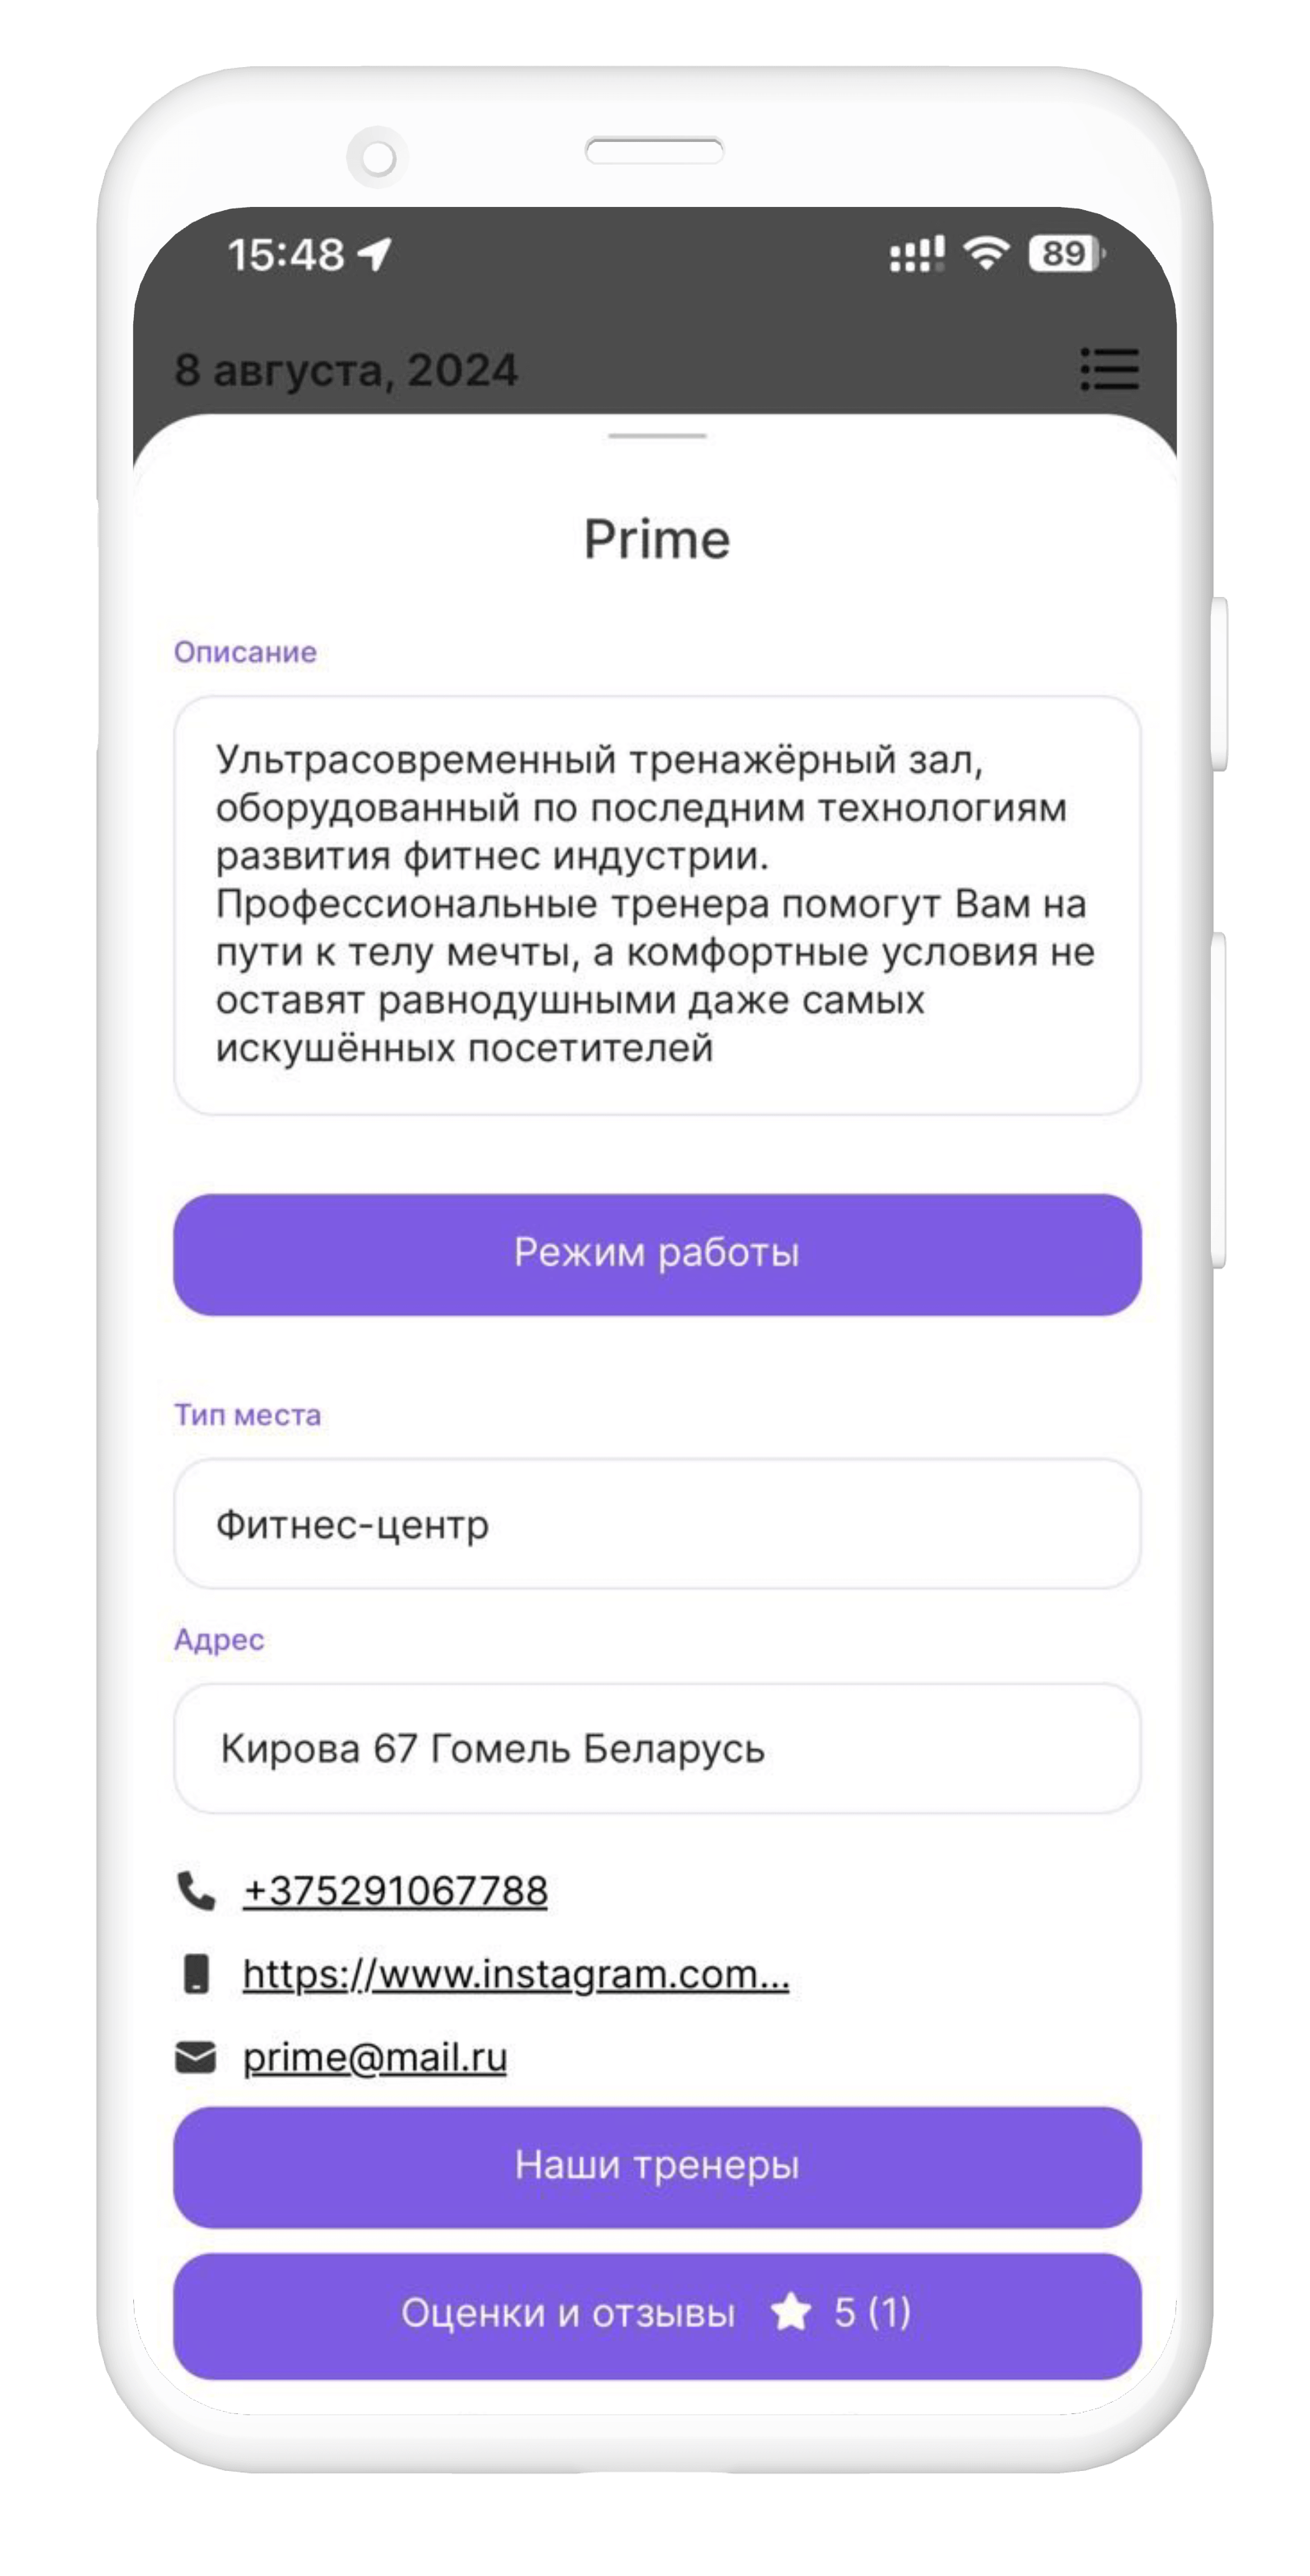 15:48
89
8 августа, 2024
Prime
Описание
Ультрасовременный тренажёрный зал,
оборудованный по последним технологиям
развития фитнес индустрии.
Профессиональные тренера помогут Вам на
пути к телу мечты, а комфортные условия не
оставят равнодушными даже самых
искушённых посетителей
Режим работы
Тип места
Фитнес-центр
Адрес
Кирова 67 Гомель Беларусь
+375291067788
https://www.instagram.com...
prime@mail.ru
Наши тренеры
Оценки и отзывы 5 (1)